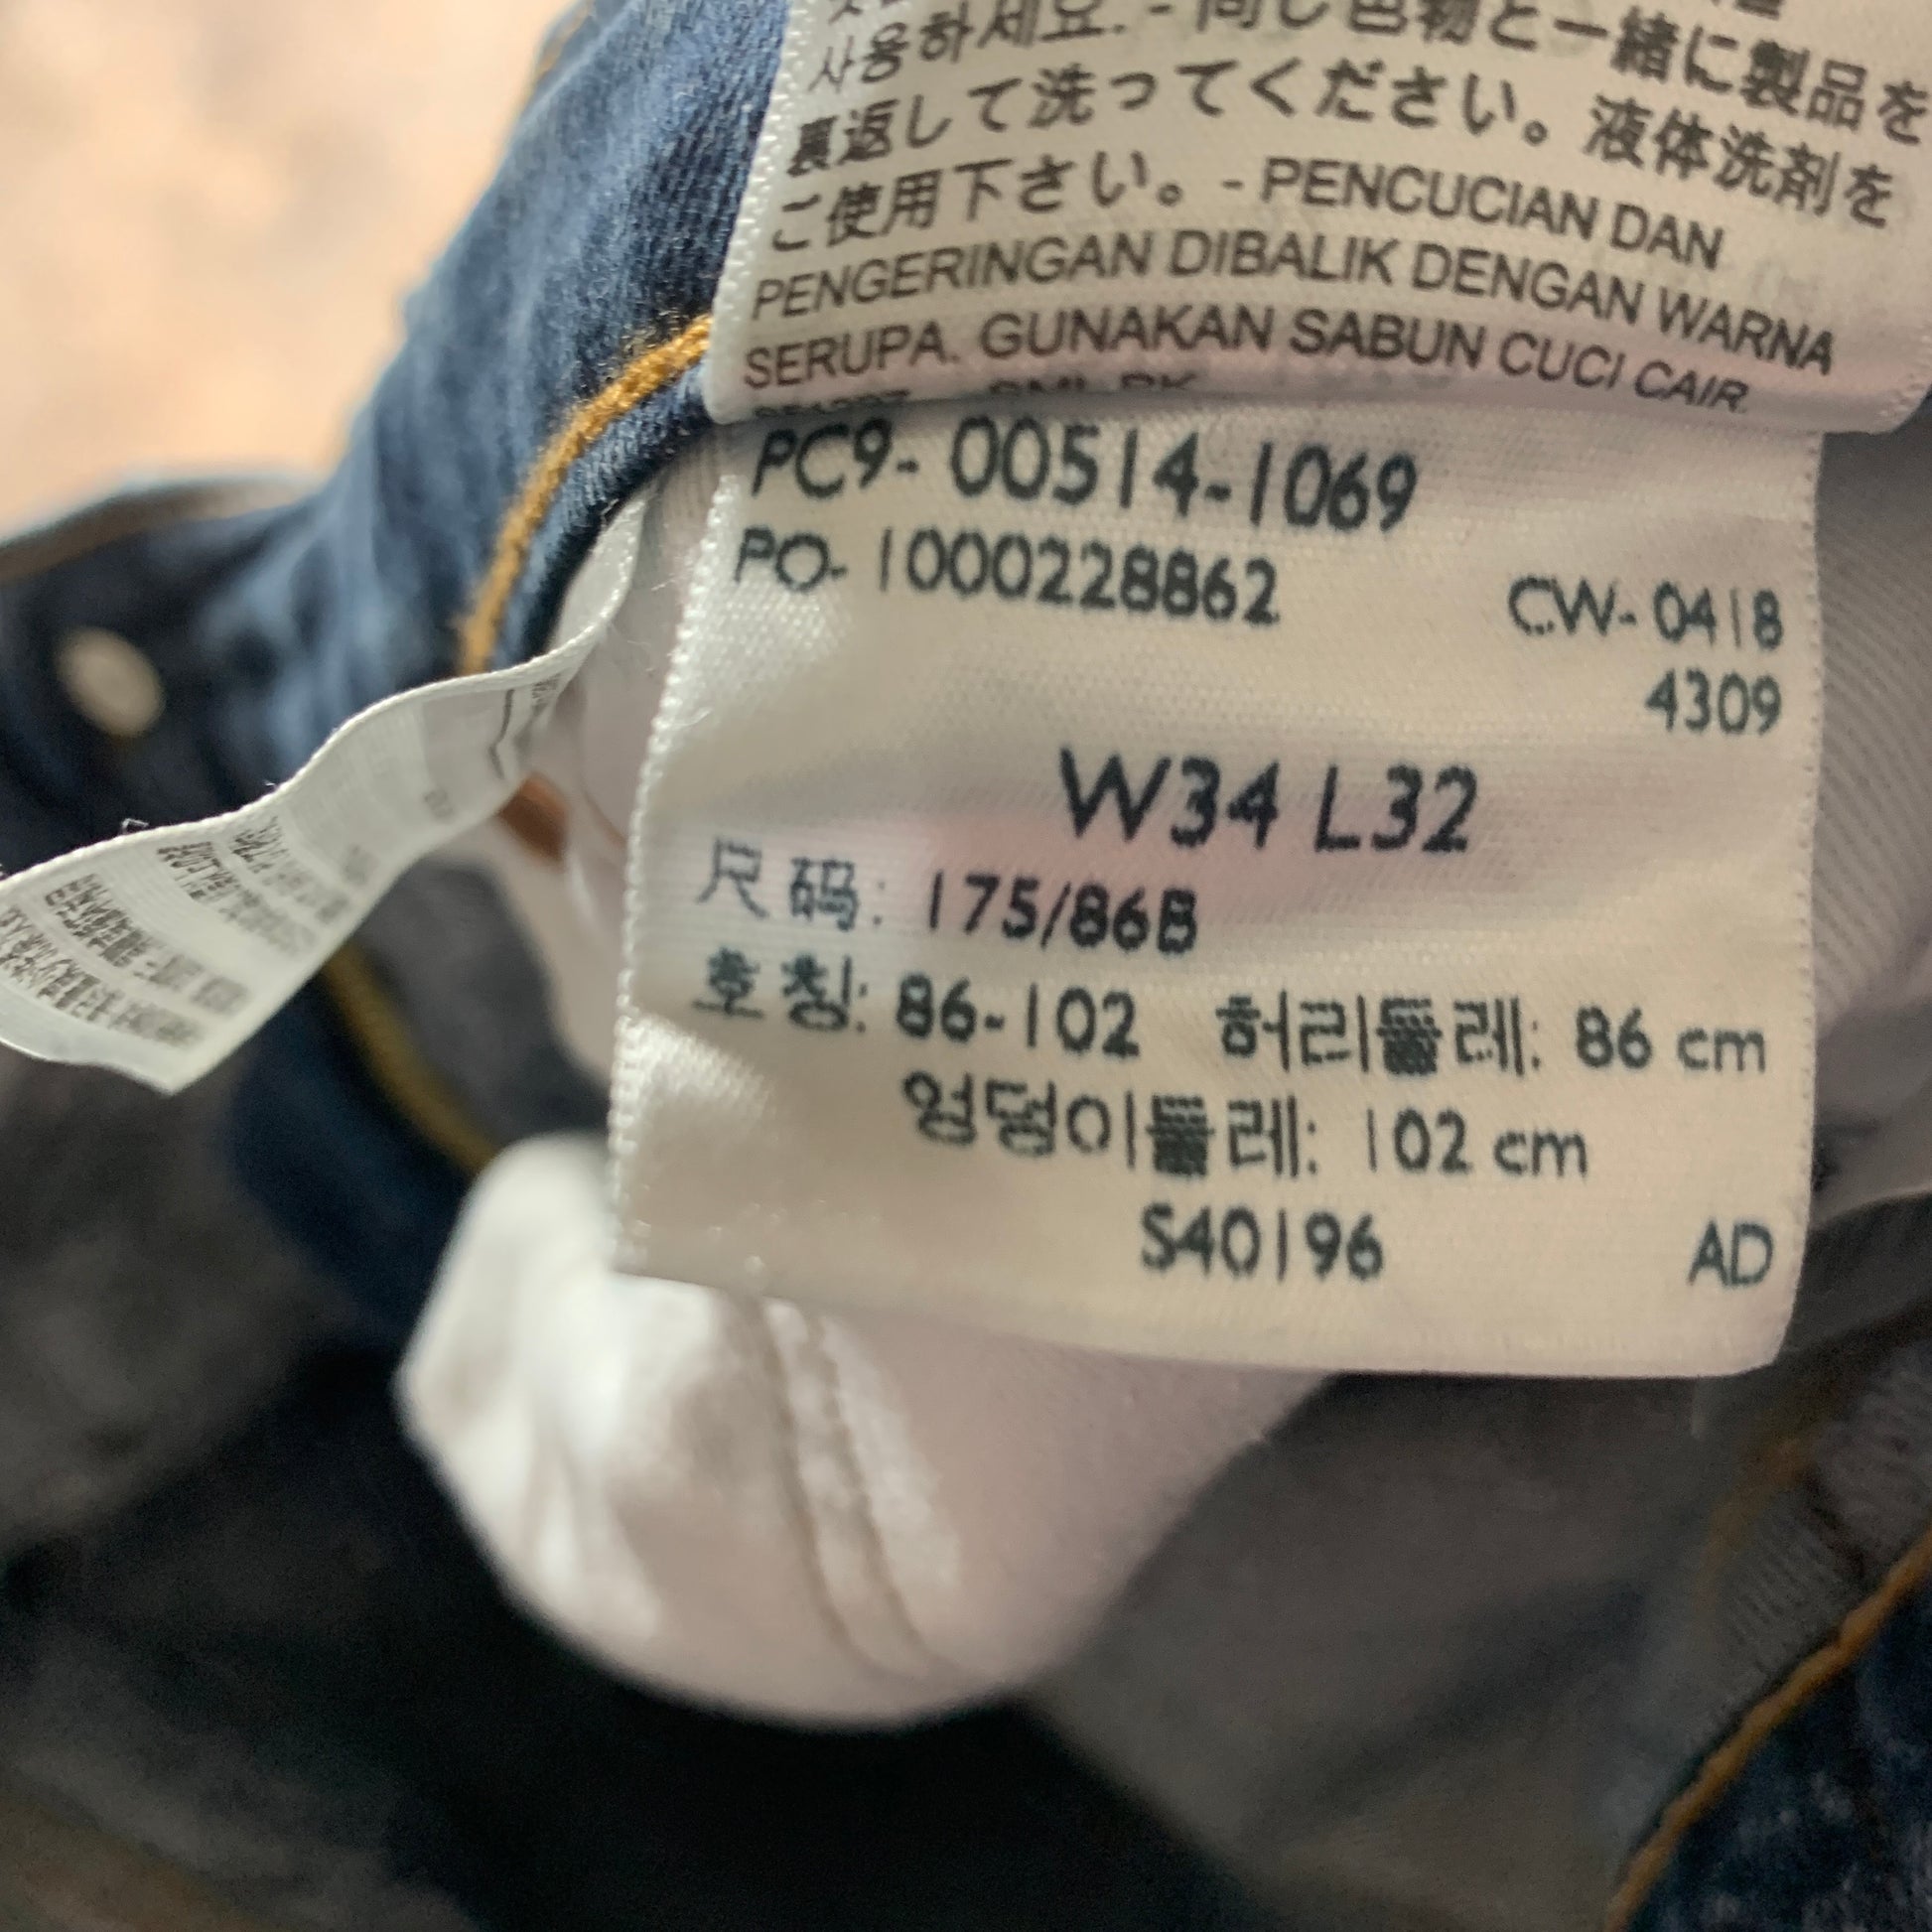 사용하세요. - 同じ色物と一緒に製品を
裏返して洗ってください。液体洗剤を
ご使用下さい。- PENCUCIAN DAN
PENGERINGAN DIBALIK DENGAN WARNA
SERUPA. GUNAKAN SABUN CUCI CAIR.
PC9- 00514-1069
PO- 1000228862 CW- 0418
4309
W34 L32
尺码: 175/86B
호칭: 86-102 허리둘레: 86 cm
엉덩이둘레: 102 cm
S40196 AD